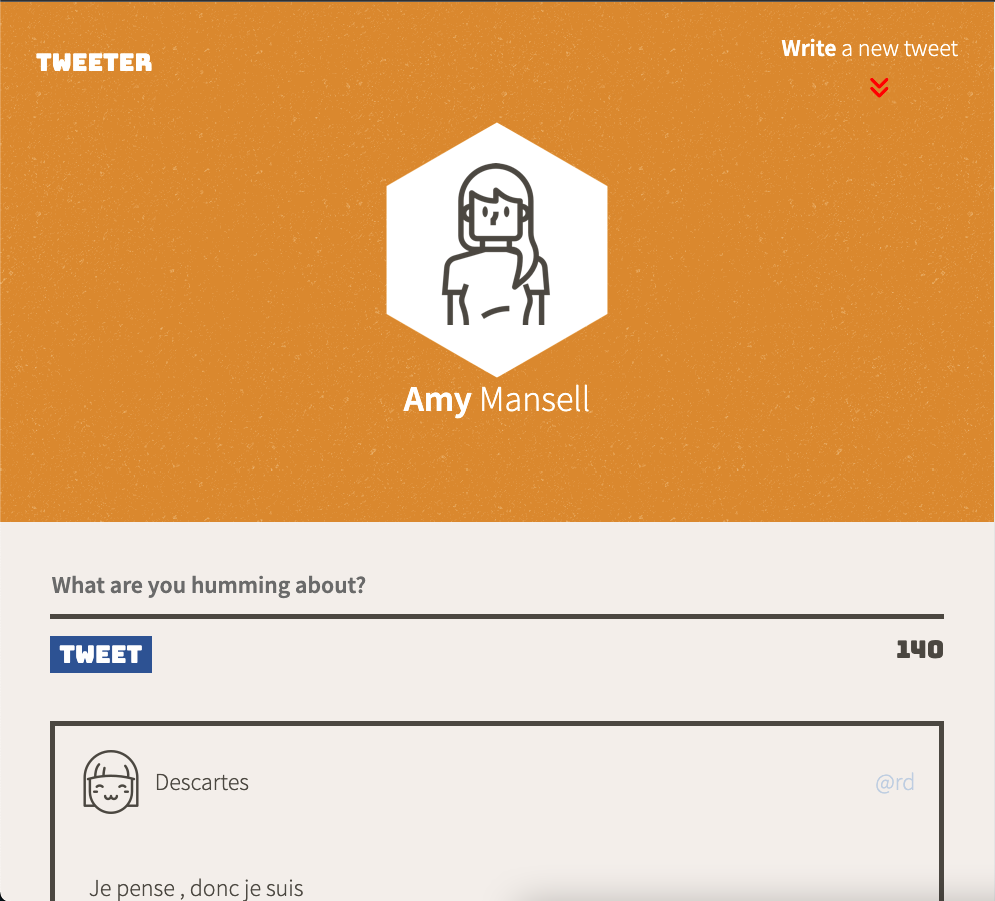 TWEETER
Write a new tweet
Amy Mansell
What are you humming about?
TWEET
140
Descartes
@rd
Je pense , donc je suis